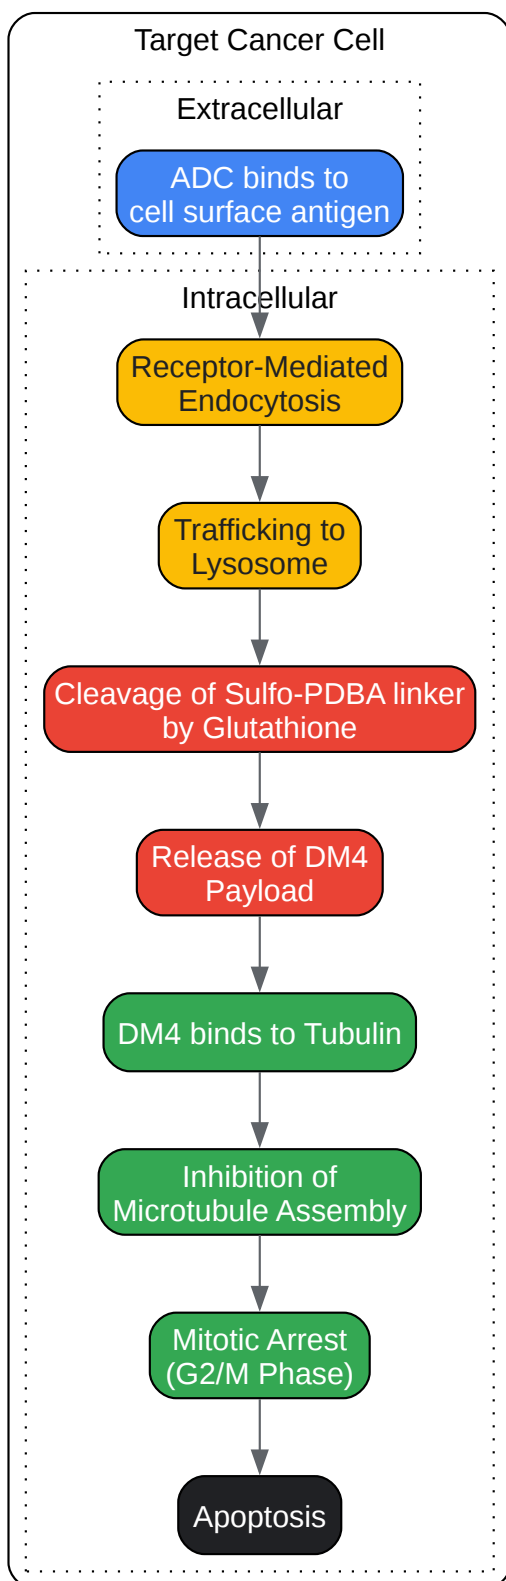 Target Cancer Cell
Extracellular
ADC binds to
cell surface antigen
Intracellular
Receptor-Mediated
Endocytosis
Trafficking to
Lysosome
Cleavage of Sulfo-PDBA linker
by Glutathione
Release of DM4
Payload
DM4 binds to Tubulin
Inhibition of
Microtubule Assembly
Mitotic Arrest
(G2/M Phase)
Apoptosis